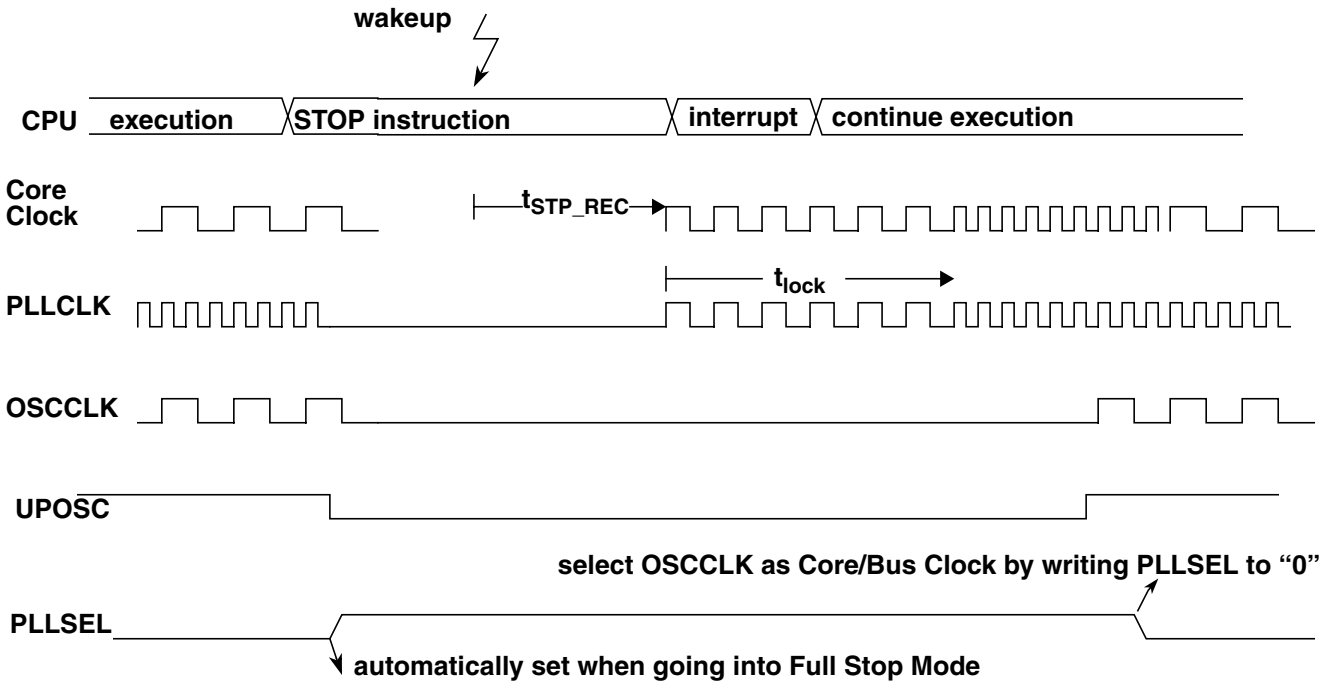 wakeup
CPU execution STOP instruction interrupt continue execution
Core
Clock
tSTP_REC
tlock
PLLCLK
OSCCLK
UPOSC
select OSCCLK as Core/Bus Clock by writing PLLSEL to “0”
PLLSEL
automatically set when going into Full Stop Mode